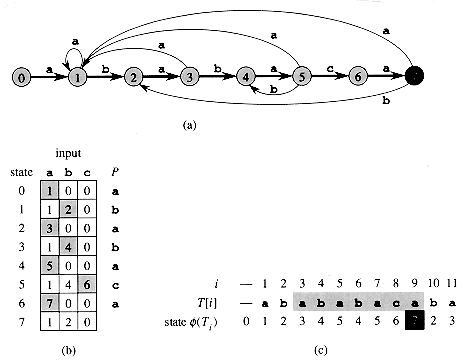 a
a
a
a
0 a 1 b 2 a 3 b 4 a 5 c 6 a 7
b
b
(a)
input
state a b c P
0 1 0 0 a
1 1 2 0 b
2 3 0 0 a
3 1 4 0 b
4 5 0 0 a
5 1 4 6 c
6 7 0 0 a
7 1 2 0
(b)
i — 1 2 3 4 5 6 7 8 9 10 11
T[i] — a b a b a b a c a b a
state ϕ(Ti) 0 1 2 3 4 5 4 5 6 7 2 3
(c)